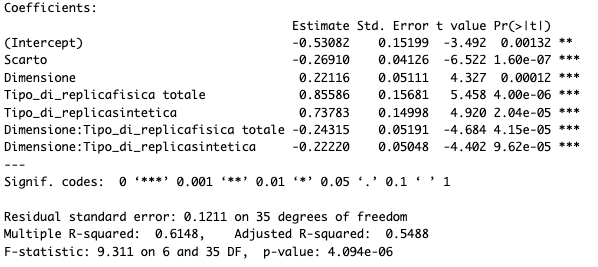 Coefficients:
Estimate Std. Error t value Pr(>|t|)
(Intercept) -0.53082 0.15199 -3.492 0.00132 **
Scarto -0.26910 0.04126 -6.522 1.60e-07 ***
Dimensione 0.22116 0.05111 4.327 0.00012 ***
Tipo_di_replicafisica totale 0.85586 0.15681 5.458 4.00e-06 ***
Tipo_di_replicasintetica 0.73783 0.14998 4.920 2.04e-05 ***
Dimensione:Tipo_di_replicafisica totale -0.24315 0.05191 -4.684 4.15e-05 ***
Dimensione:Tipo_di_replicasintetica -0.22220 0.05048 -4.402 9.62e-05 ***
---
Signif. codes: 0 ‘***’ 0.001 ‘**’ 0.01 ‘*’ 0.05 ‘.’ 0.1 ‘ ’ 1
Residual standard error: 0.1211 on 35 degrees of freedom
Multiple R-squared: 0.6148, Adjusted R-squared: 0.5488
F-statistic: 9.311 on 6 and 35 DF, p-value: 4.094e-06